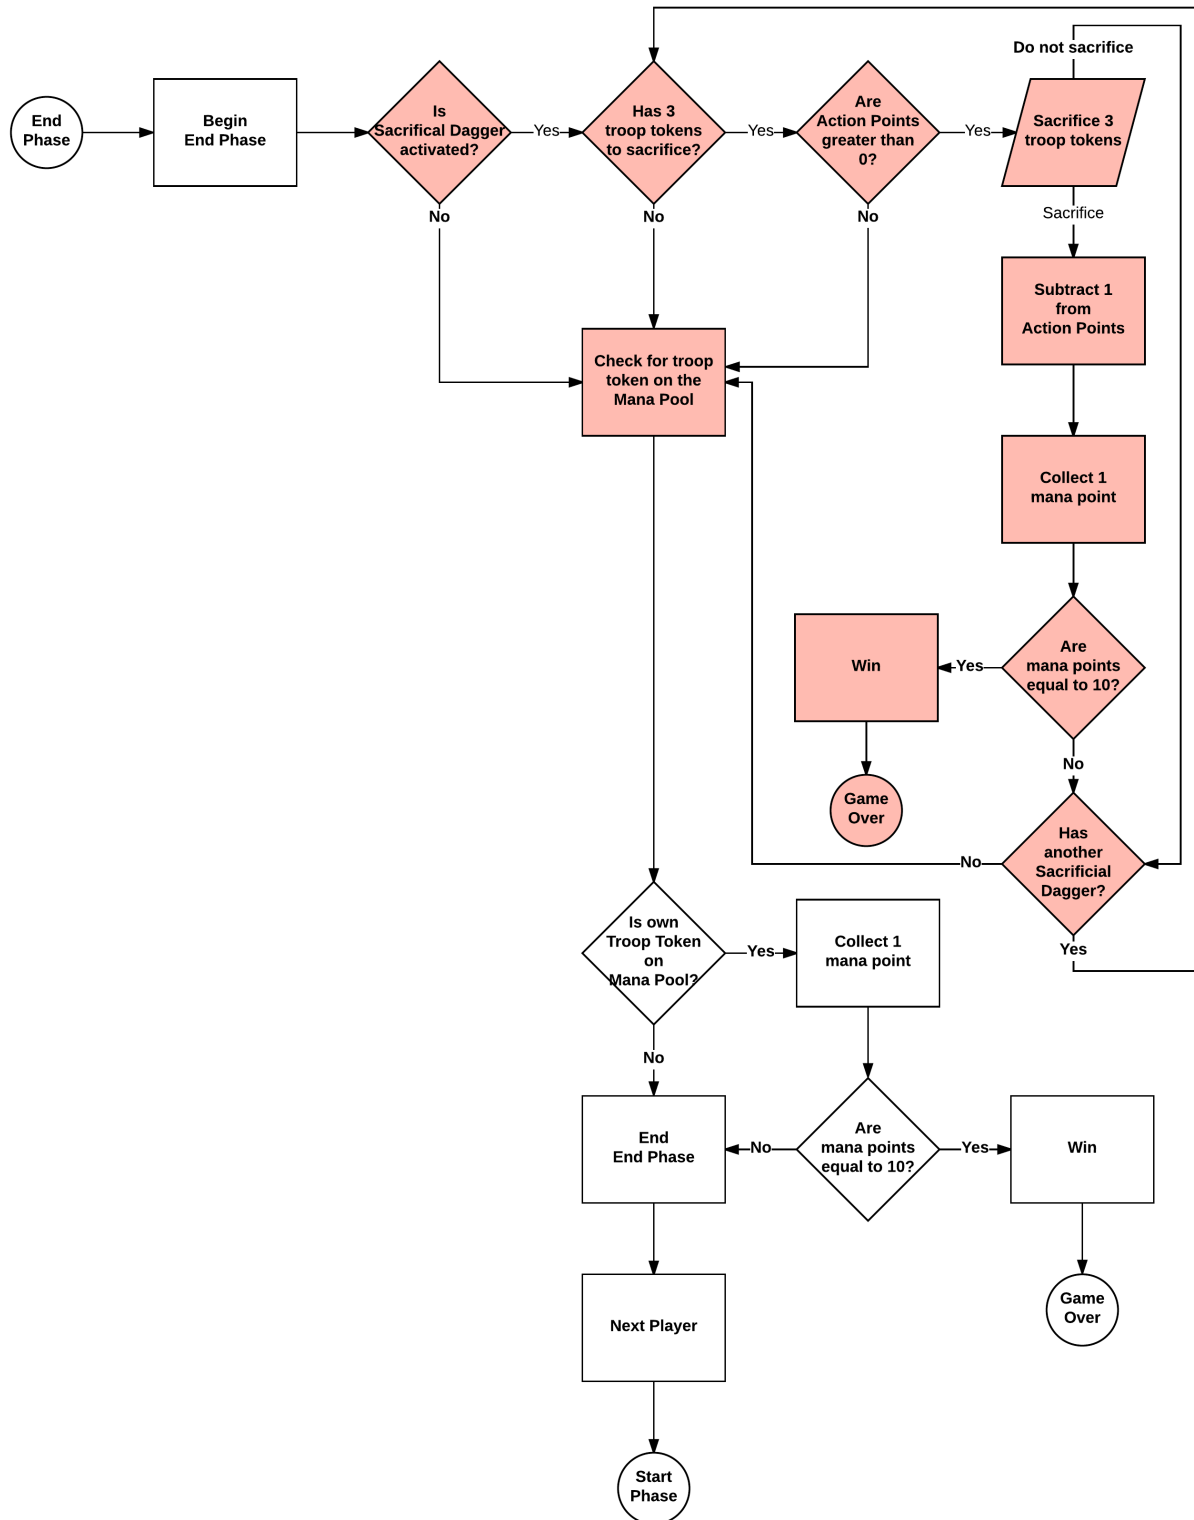 Do not sacrifice
End
Phase
Begin
End Phase
Is
Sacrifical Dagger
activated?
Yes
Has 3
troop tokens
to sacrifice?
Yes
Are
Action Points
greater than
0?
Yes
Sacrifice 3
troop tokens
No
No
No
Sacrifice
Subtract 1
from
Action Points
Check for troop
token on the
Mana Pool
Collect 1
mana point
Win
Yes
Are
mana points
equal to 10?
No
Game
Over
Has
another
Sacrificial
Dagger?
No
Yes
Is own
Troop Token
on
Mana Pool?
Yes
Collect 1
mana point
No
End
End Phase
No
Are
mana points
equal to 10?
Yes
Win
Next Player
Game
Over
Start
Phase